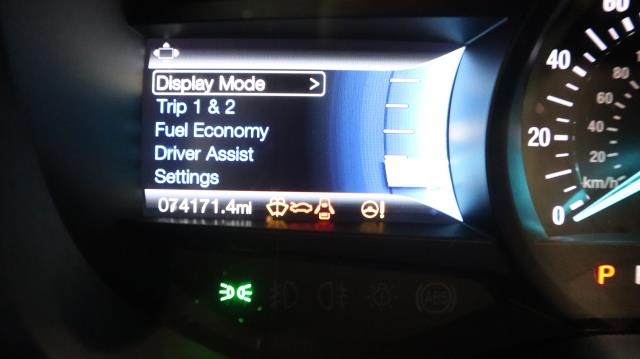 Display Mode >
Trip 1 & 2
Fuel Economy
Driver Assist
Settings
074171.4mi
!
ABS
60
40
20
0
80
60
40
20
km/h
P